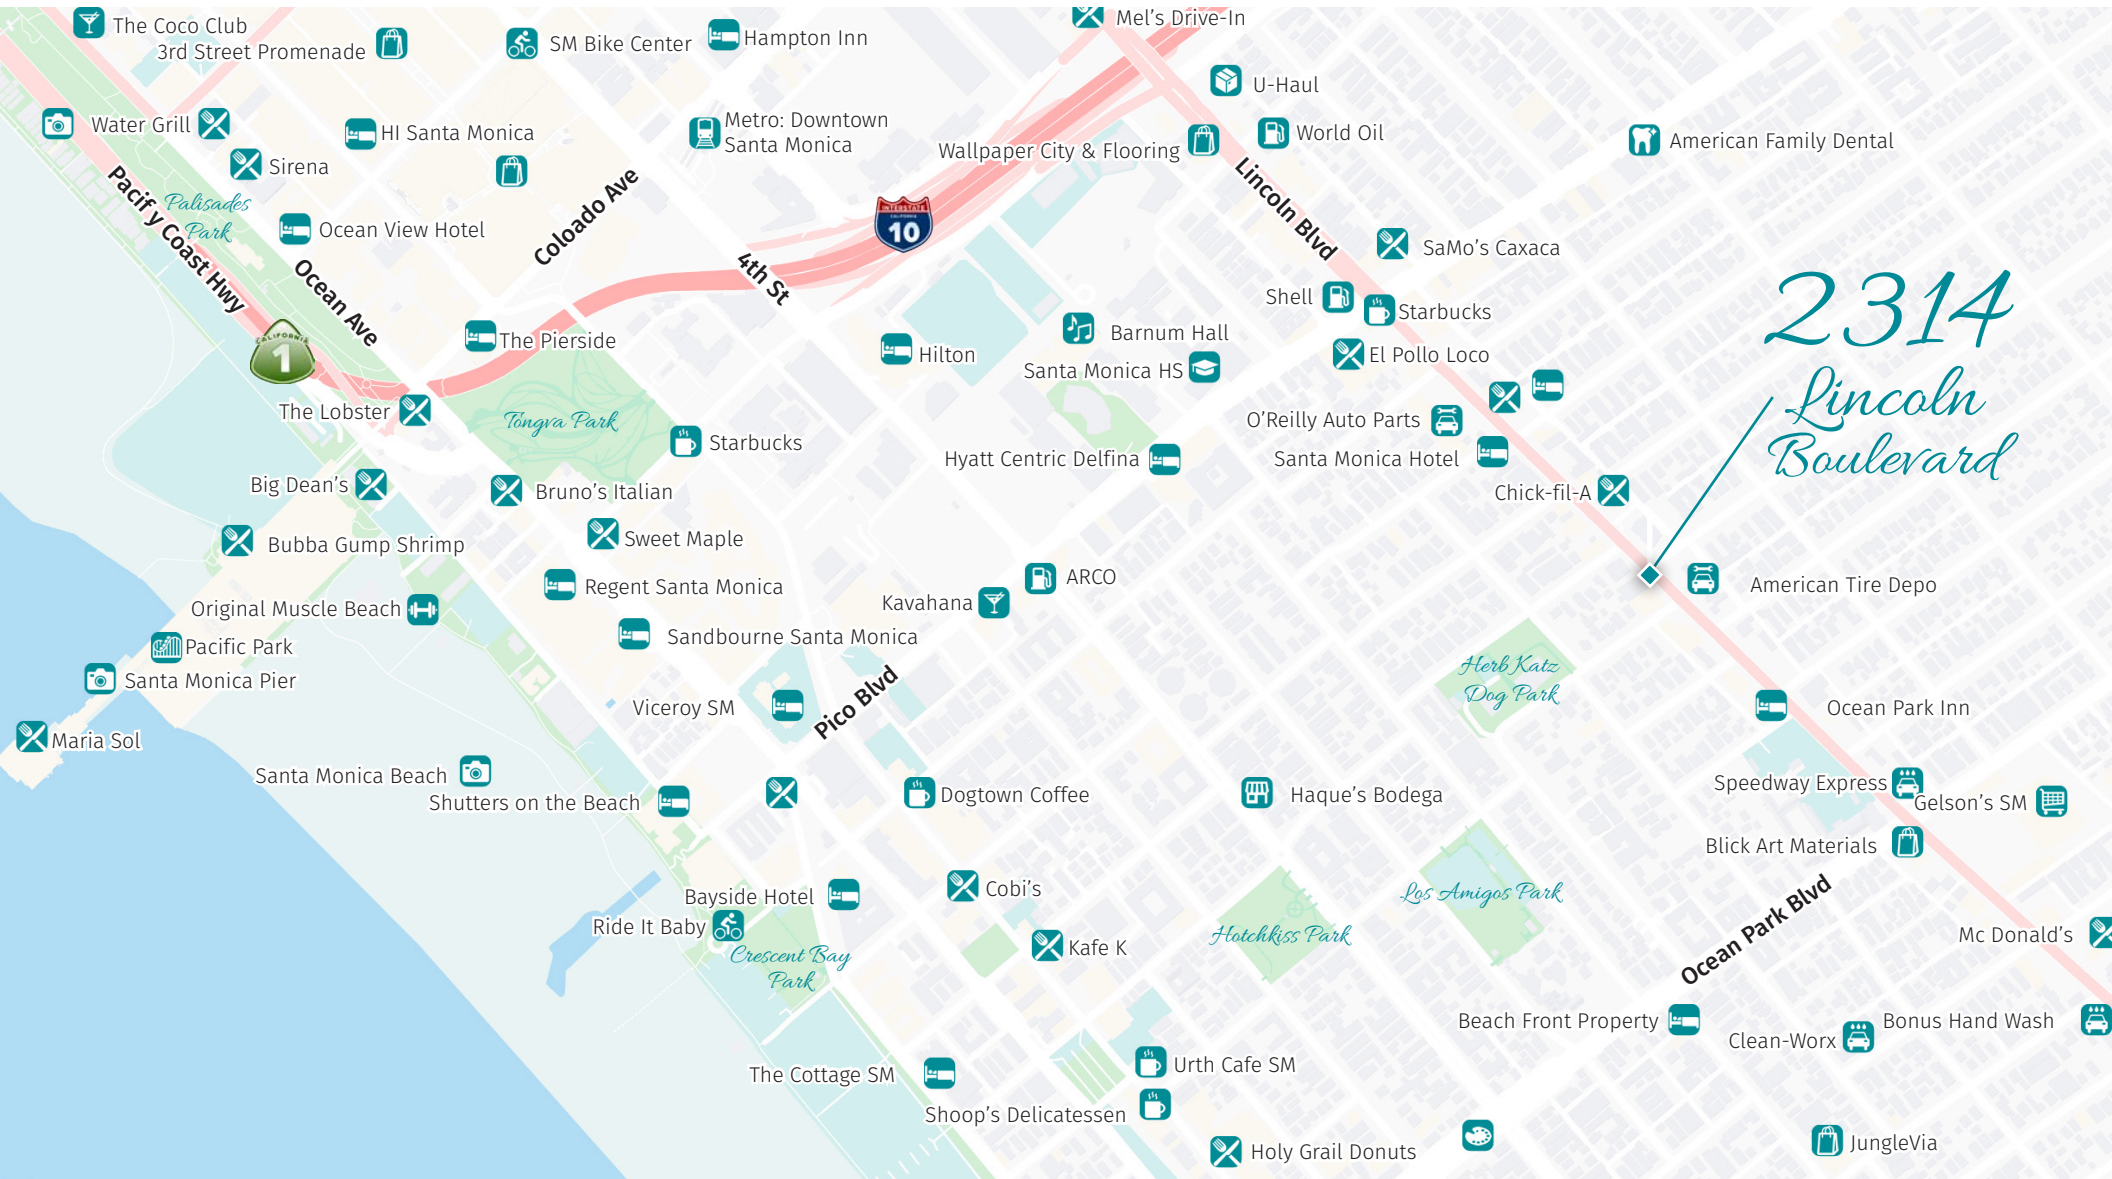 The Coco Club
3rd Street Promenade
SM Bike Center
Hampton Inn
Mel's Drive-In
U-Haul
Water Grill
HI Santa Monica
Metro: Downtown
Santa Monica
Wallpaper City & Flooring
World Oil
American Family Dental
Sirena
Palisades
Park
Pacif y Coast Hwy
Ocean View Hotel
Ocean Ave
Coloado Ave
4th St
CALIFORNIA
10
Lincoln Blvd
SaMo's Caxaca
Shell
Starbucks
2314
Lincoln
Boulevard
CALIFORNIA
1
The Pierside
Hilton
Barnum Hall
Santa Monica HS
El Pollo Loco
The Lobster
Tongva Park
Starbucks
O'Reilly Auto Parts
Hyatt Centric Delfina
Santa Monica Hotel
Big Dean's
Bruno's Italian
Chick-fil-A
Bubba Gump Shrimp
Sweet Maple
Regent Santa Monica
ARCO
American Tire Depo
Original Muscle Beach
Kavahana
Pacific Park
Sandbourne Santa Monica
Santa Monica Pier
Herb Katz
Dog Park
Viceroy SM
Pico Blvd
Ocean Park Inn
Maria Sol
Santa Monica Beach
Shutters on the Beach
Dogtown Coffee
Haque's Bodega
Speedway Express
Gelson's SM
Blick Art Materials
Bayside Hotel
Cobi's
Los Amigos Park
Ocean Park Blvd
Ride It Baby
Crescent Bay
Park
Kafe K
Hotchkiss Park
Mc Donald's
Beach Front Property
Clean-Worx
Bonus Hand Wash
The Cottage SM
Urth Cafe SM
Shoop's Delicatessen
Holy Grail Donuts
JungleVia